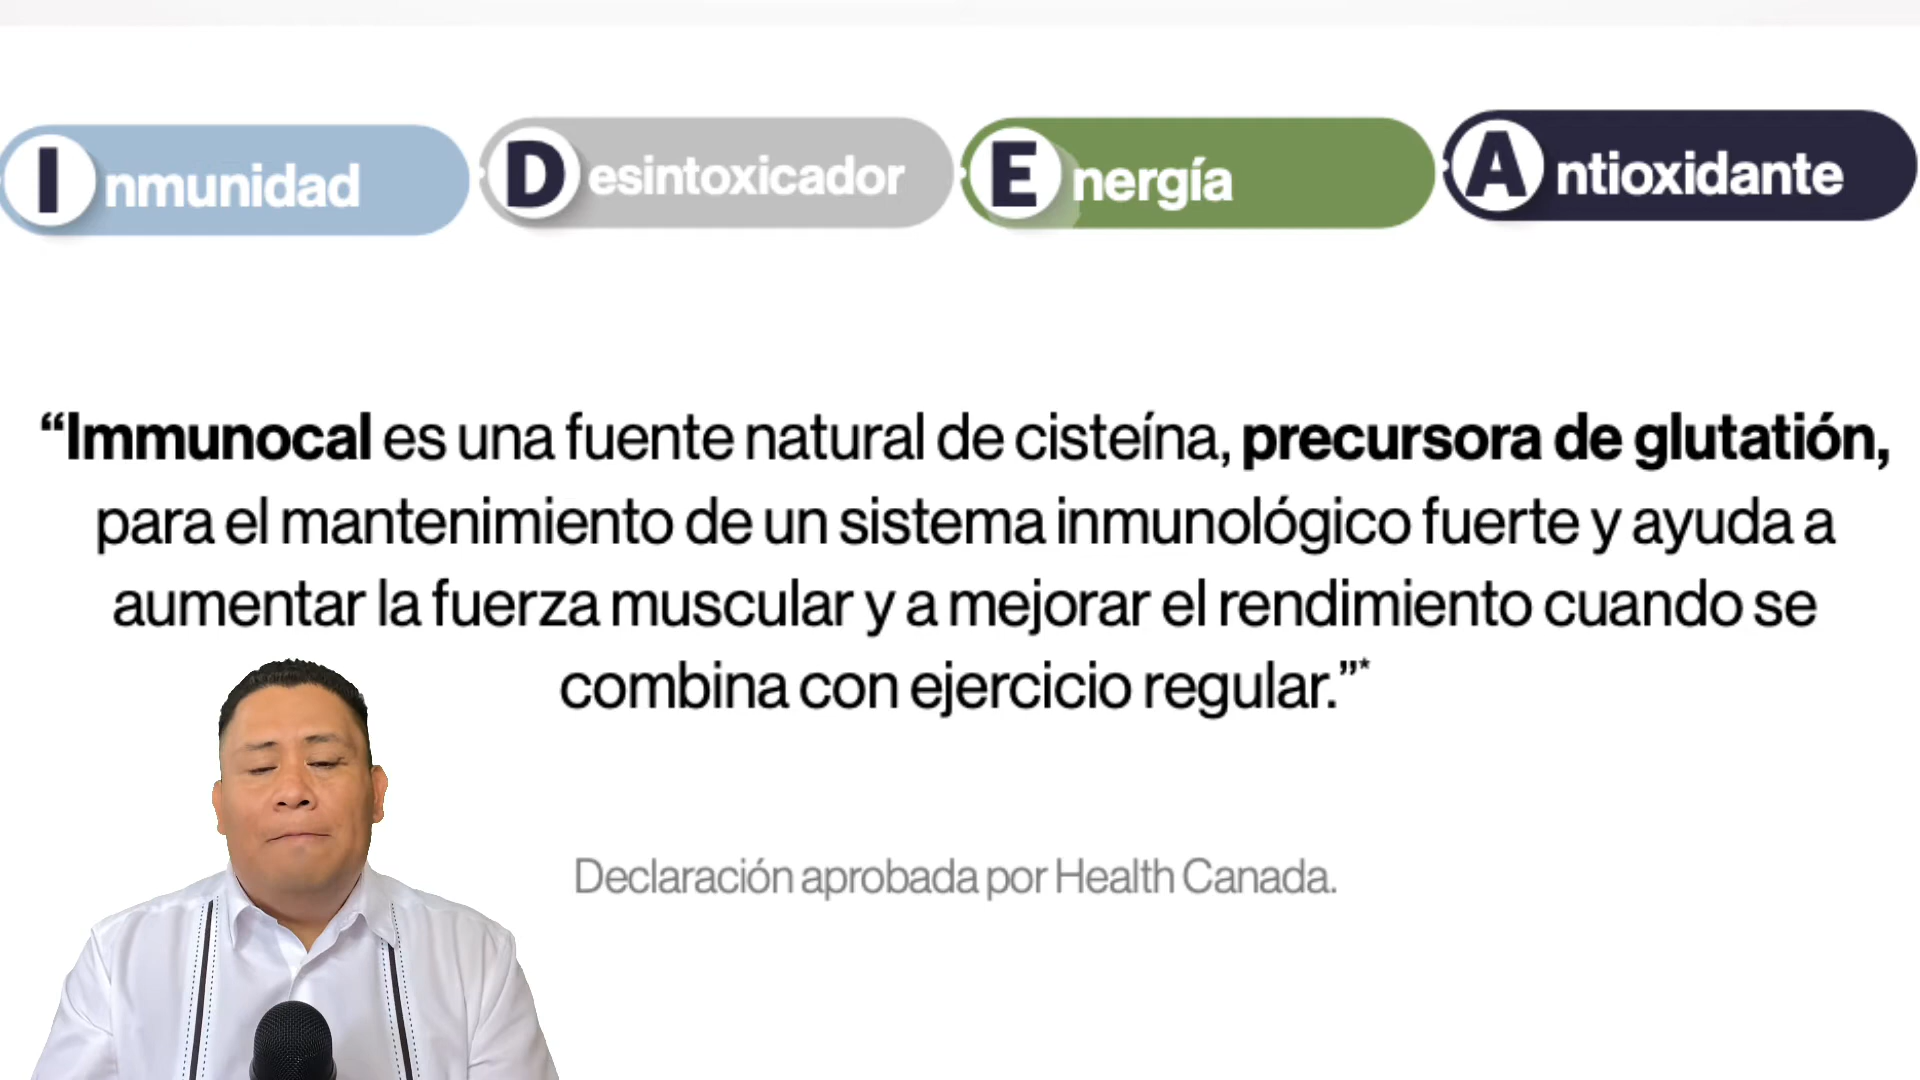 Inmunidad Desintoxicador Energía Antioxidante
“Immunocal es una fuente natural de cisteína, precursora de glutatión,
para el mantenimiento de un sistema inmunológico fuerte y ayuda a
aumentar la fuerza muscular y a mejorar el rendimiento cuando se
combina con ejercicio regular.”*
Declaración aprobada por Health Canada.